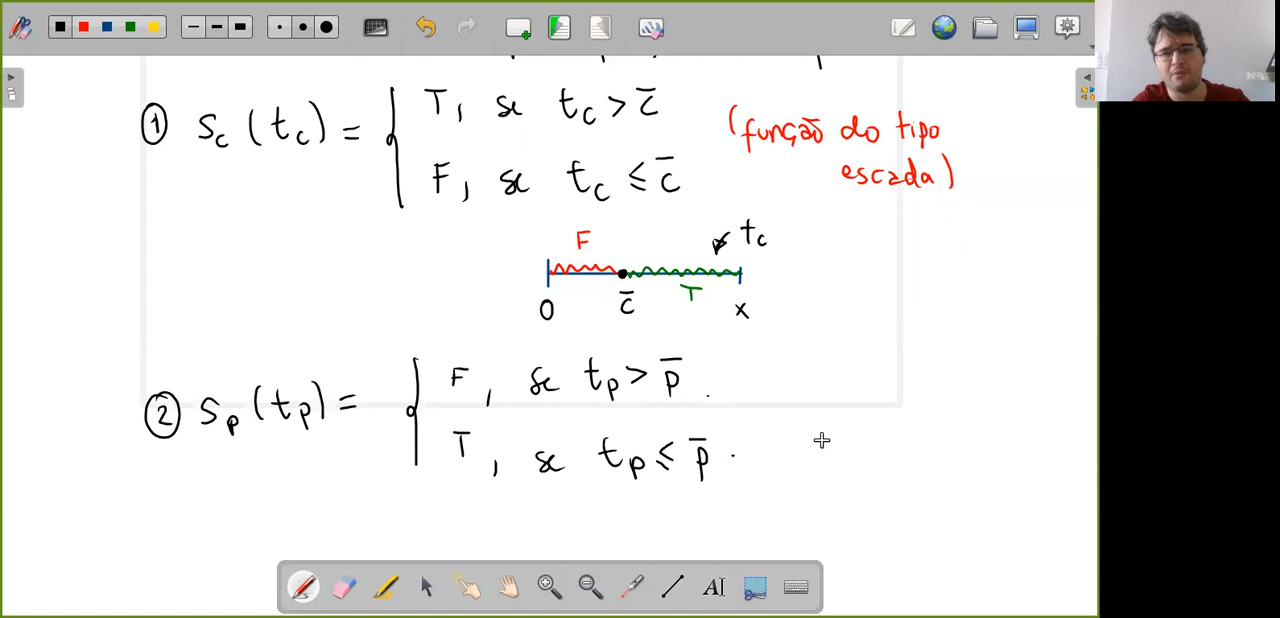 ① S_c (t_c) = { T, se t_c > c̄
F, se t_c ≤ c̄
(função do tipo
escada)
F
t_c
T
0 c̄ x
② S_p (t_p) = { F, se t_p > p̄.
T, se t_p ≤ p̄.
AI